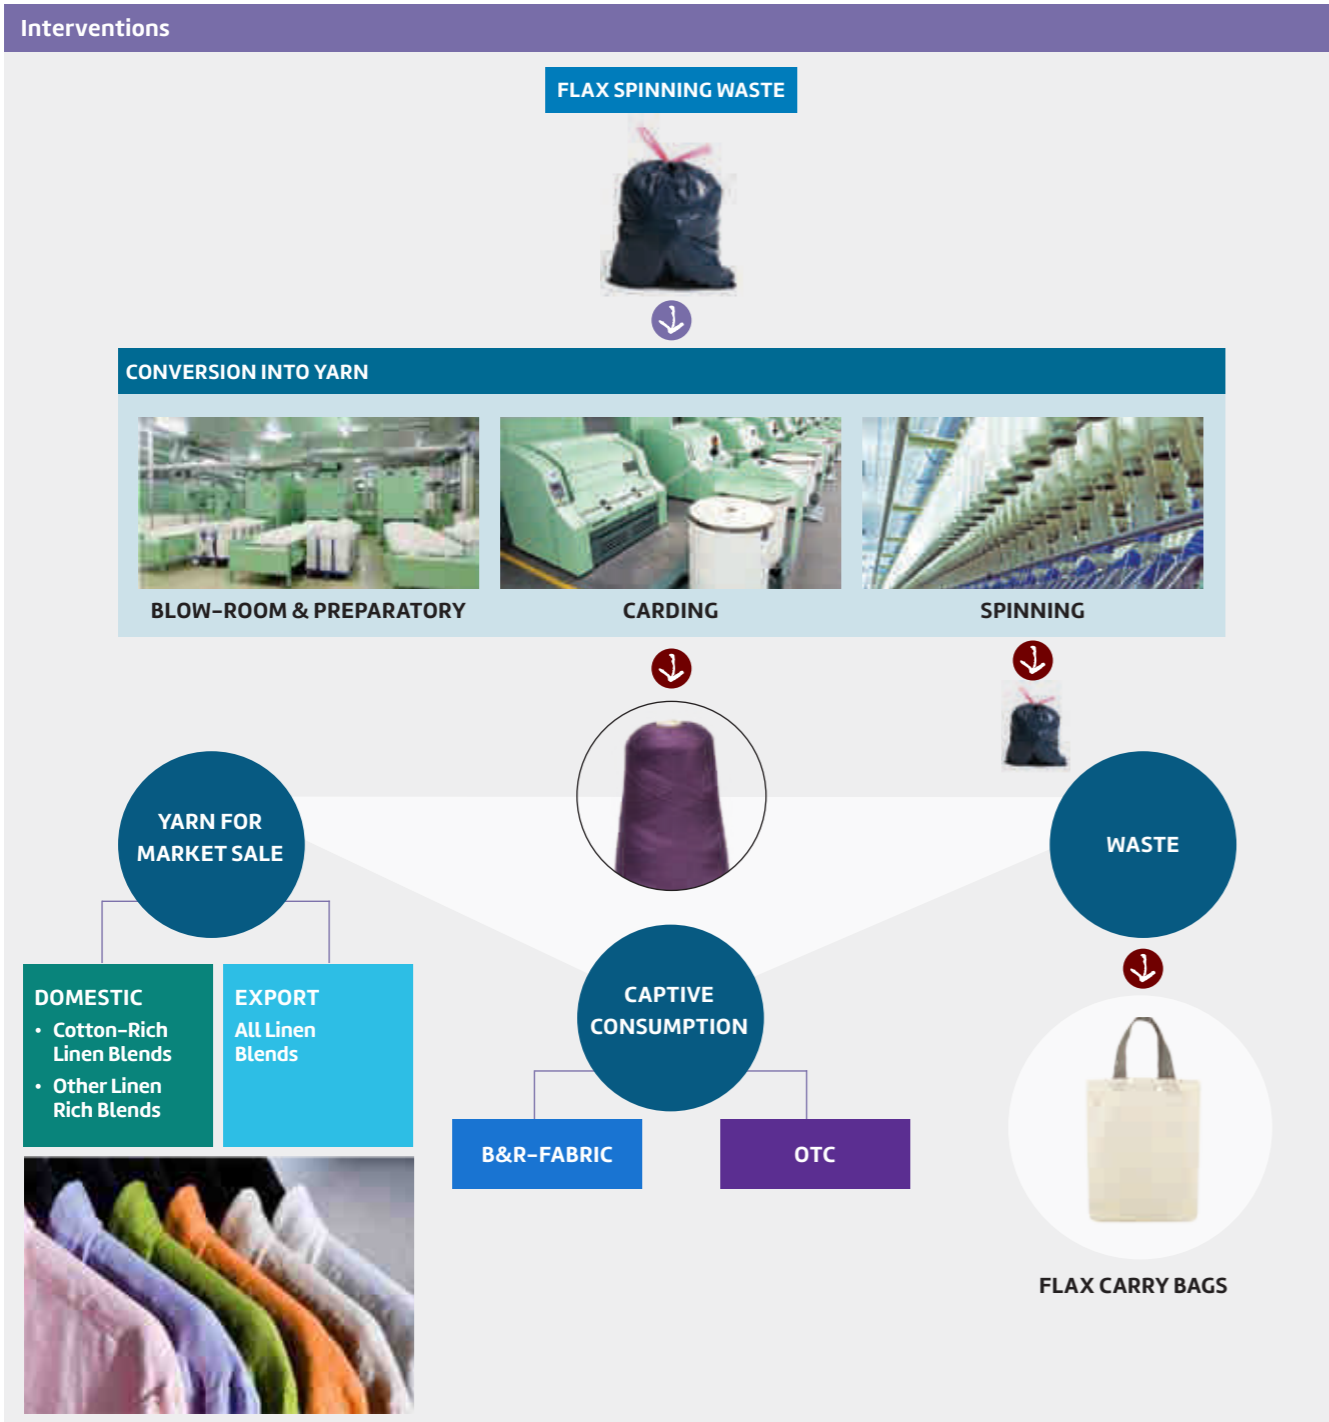 Interventions
FLAX SPINNING WASTE
CONVERSION INTO YARN
BLOW-ROOM & PREPARATORY
CARDING
SPINNING
YARN FOR
MARKET SALE
WASTE
DOMESTIC
• Cotton-Rich
Linen Blends
• Other Linen
Rich Blends
EXPORT
All Linen
Blends
CAPTIVE
CONSUMPTION
B&R-FABRIC
OTC
FLAX CARRY BAGS